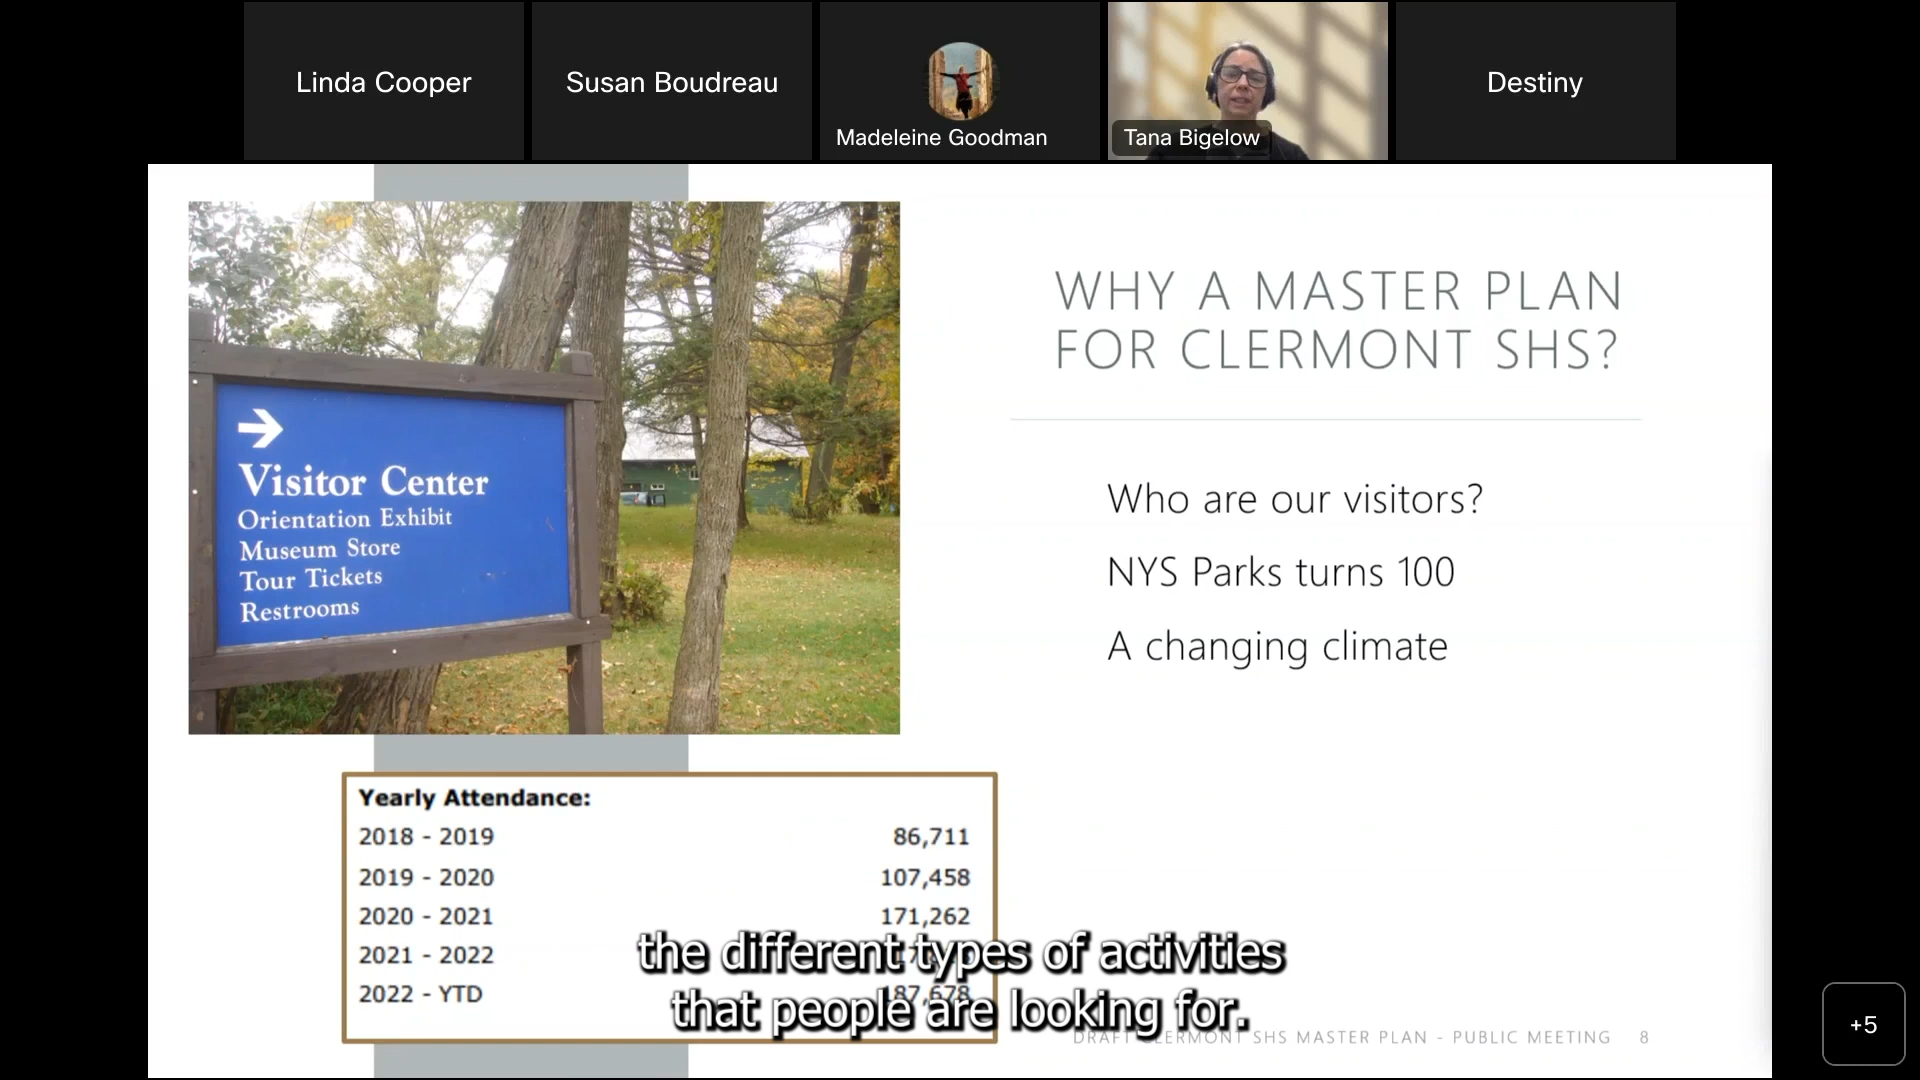 Linda Cooper
Susan Boudreau
Madeleine Goodman
Tana Bigelow
Destiny
WHY A MASTER PLAN
FOR CLERMONT SHS?
Who are our visitors?
NYS Parks turns 100
A changing climate
Visitor Center
Orientation Exhibit
Museum Store
Tour Tickets
Restrooms
Yearly Attendance:
2018 - 2019 86,711
2019 - 2020 107,458
2020 - 2021 171,262
2021 - 2022
2022 - YTD 187,678
the different types of activities
that people are looking for.
DRAFT CLERMONT SHS MASTER PLAN - PUBLIC MEETING 8
+5